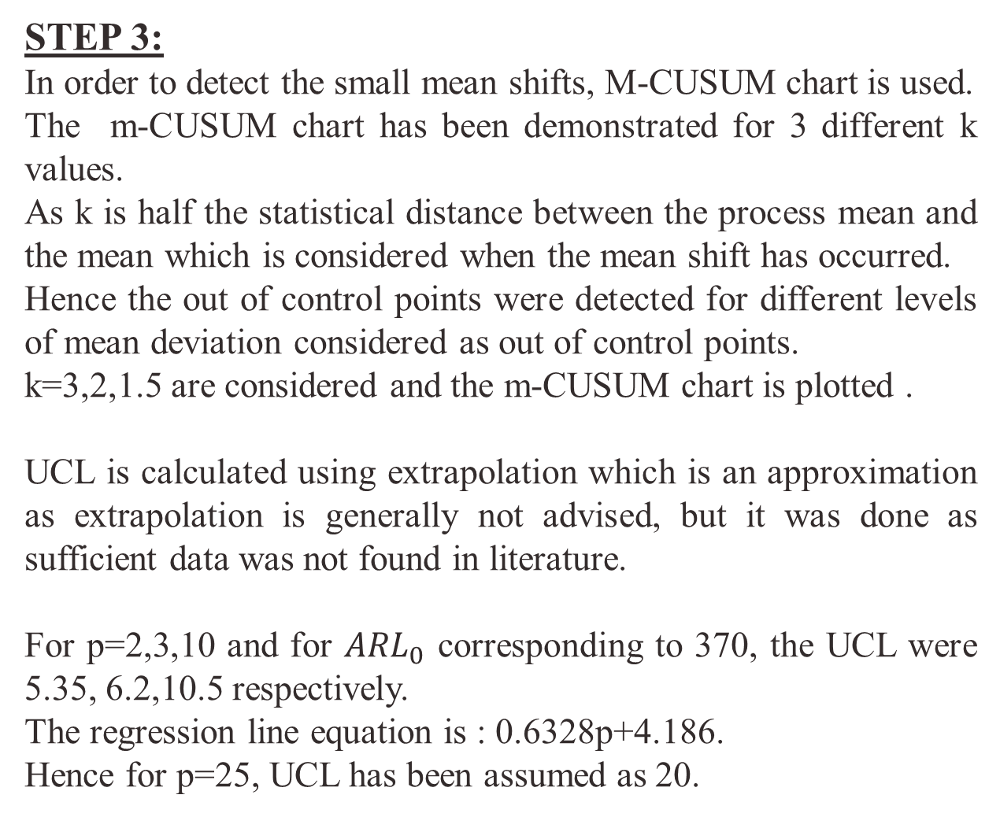 STEP 3:
In order to detect the small mean shifts, M-CUSUM chart is used.
The m-CUSUM chart has been demonstrated for 3 different k
values.
As k is half the statistical distance between the process mean and
the mean which is considered when the mean shift has occurred.
Hence the out of control points were detected for different levels
of mean deviation considered as out of control points.
k=3,2,1.5 are considered and the m-CUSUM chart is plotted .
UCL is calculated using extrapolation which is an approximation
as extrapolation is generally not advised, but it was done as
sufficient data was not found in literature.
For p=2,3,10 and for ARL₀ corresponding to 370, the UCL were
5.35, 6.2,10.5 respectively.
The regression line equation is : 0.6328p+4.186.
Hence for p=25, UCL has been assumed as 20.